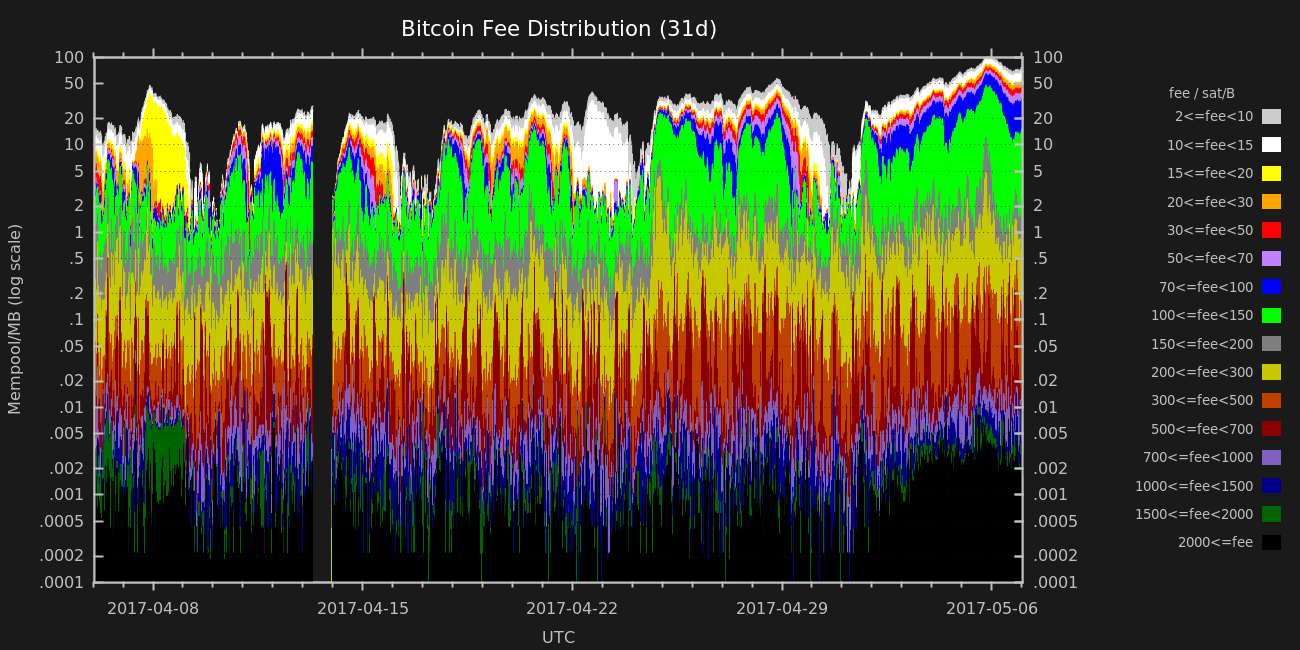 Bitcoin Fee Distribution (31d)
Mempool/MB (log scale)
100
50
20
10
5
2
1
.5
.2
.1
.05
.02
.01
.005
.002
.001
.0005
.0002
.0001
100
50
20
10
5
2
1
.5
.2
.1
.05
.02
.01
.005
.002
.001
.0005
.0002
.0001
2017-04-08 2017-04-15 2017-04-22 2017-04-29 2017-05-06
UTC
fee / sat/B
2<=fee<10
10<=fee<15
15<=fee<20
20<=fee<30
30<=fee<50
50<=fee<70
70<=fee<100
100<=fee<150
150<=fee<200
200<=fee<300
300<=fee<500
500<=fee<700
700<=fee<1000
1000<=fee<1500
1500<=fee<2000
2000<=fee